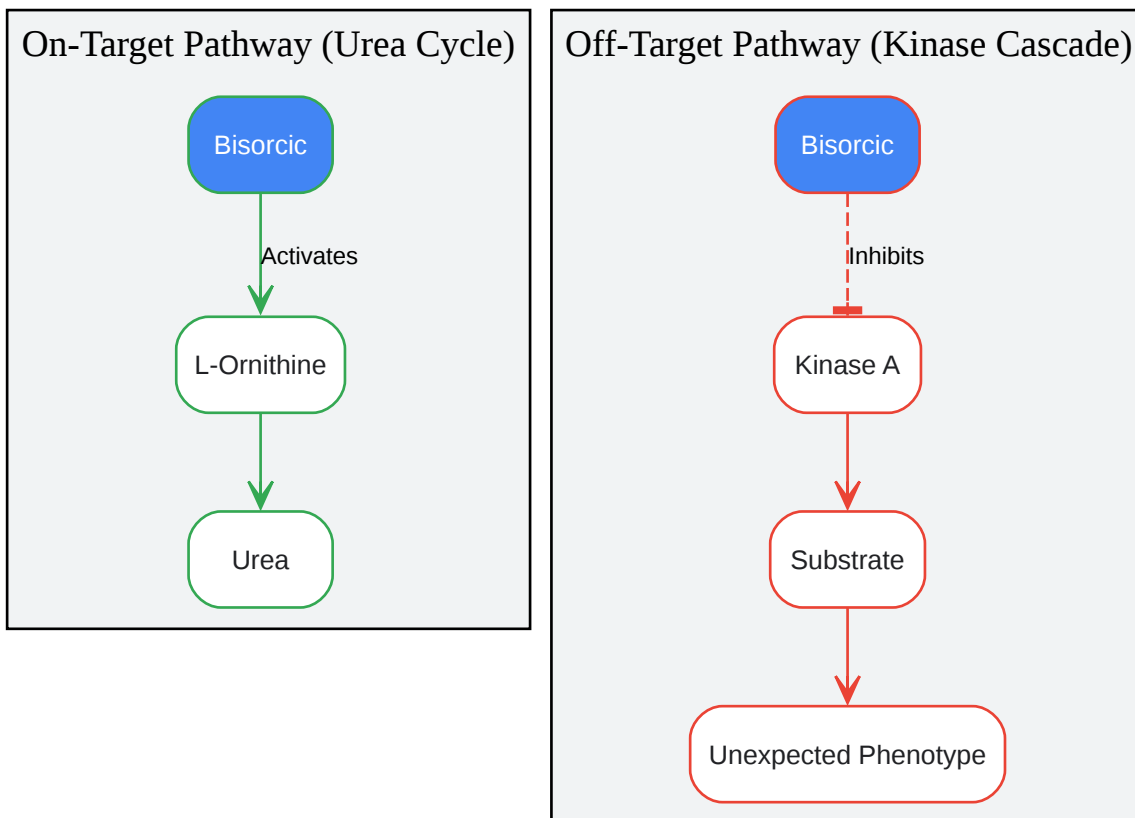 On-Target Pathway (Urea Cycle)
Bisorcic
Activates
L-Ornithine
Urea
Off-Target Pathway (Kinase Cascade)
Bisorcic
Inhibits
Kinase A
Substrate
Unexpected Phenotype